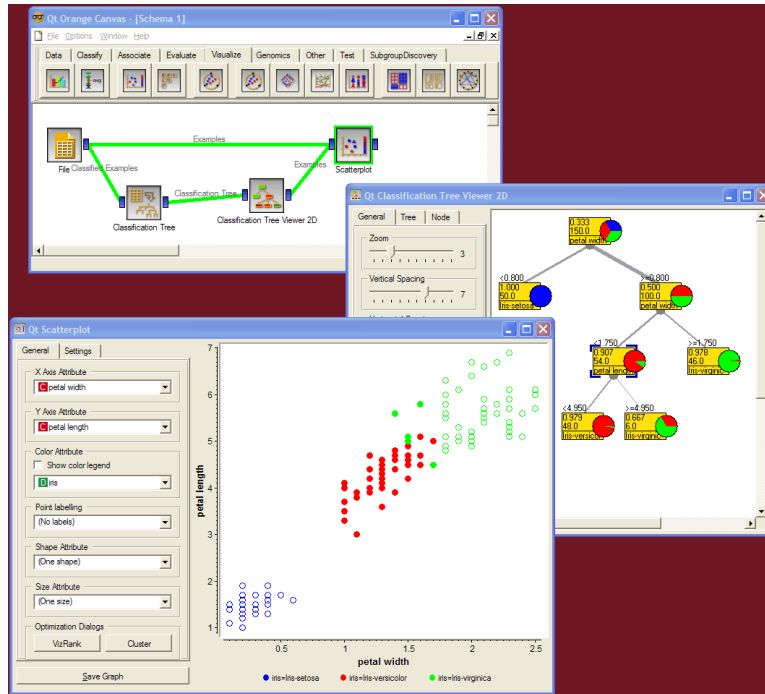 Qt Orange Canvas - [Schema 1]
File Options Window Help
Data Classify Associate Evaluate Visualize Genomics Other Test SubgroupDiscovery
Examples
File
Classified Examples
Examples
Scatterplot
Classification Tree
Classification Tree
Classification Tree Viewer 2D
Qt Classification Tree Viewer 2D
General Tree Node
Zoom
3
Vertical Spacing
7
0.333
150.0
petal width
<0.800
1.000
50.0
Iris-setosa
>=0.800
0.500
100.0
petal width
<1.750
0.907
54.0
petal length
>=1.750
0.978
46.0
Iris-virginic
<4.950
0.979
48.0
Iris-versico
>=4.950
0.667
6.0
Iris-virginic
Qt Scatterplot
General Settings
X Axis Attribute
C petal width
Y Axis Attribute
C petal length
Color Attribute
Show color legend
D iris
Point labelling
(No labels)
Shape Attribute
(One shape)
Size Attribute
(One size)
Optimization Dialogs
VizRank Cluster
Save Graph
7
6
5
4
3
2
1
petal length
0.5 1 1.5 2 2.5
petal width
iris=Iris-setosa iris=Iris-versicolor iris=Iris-virginica